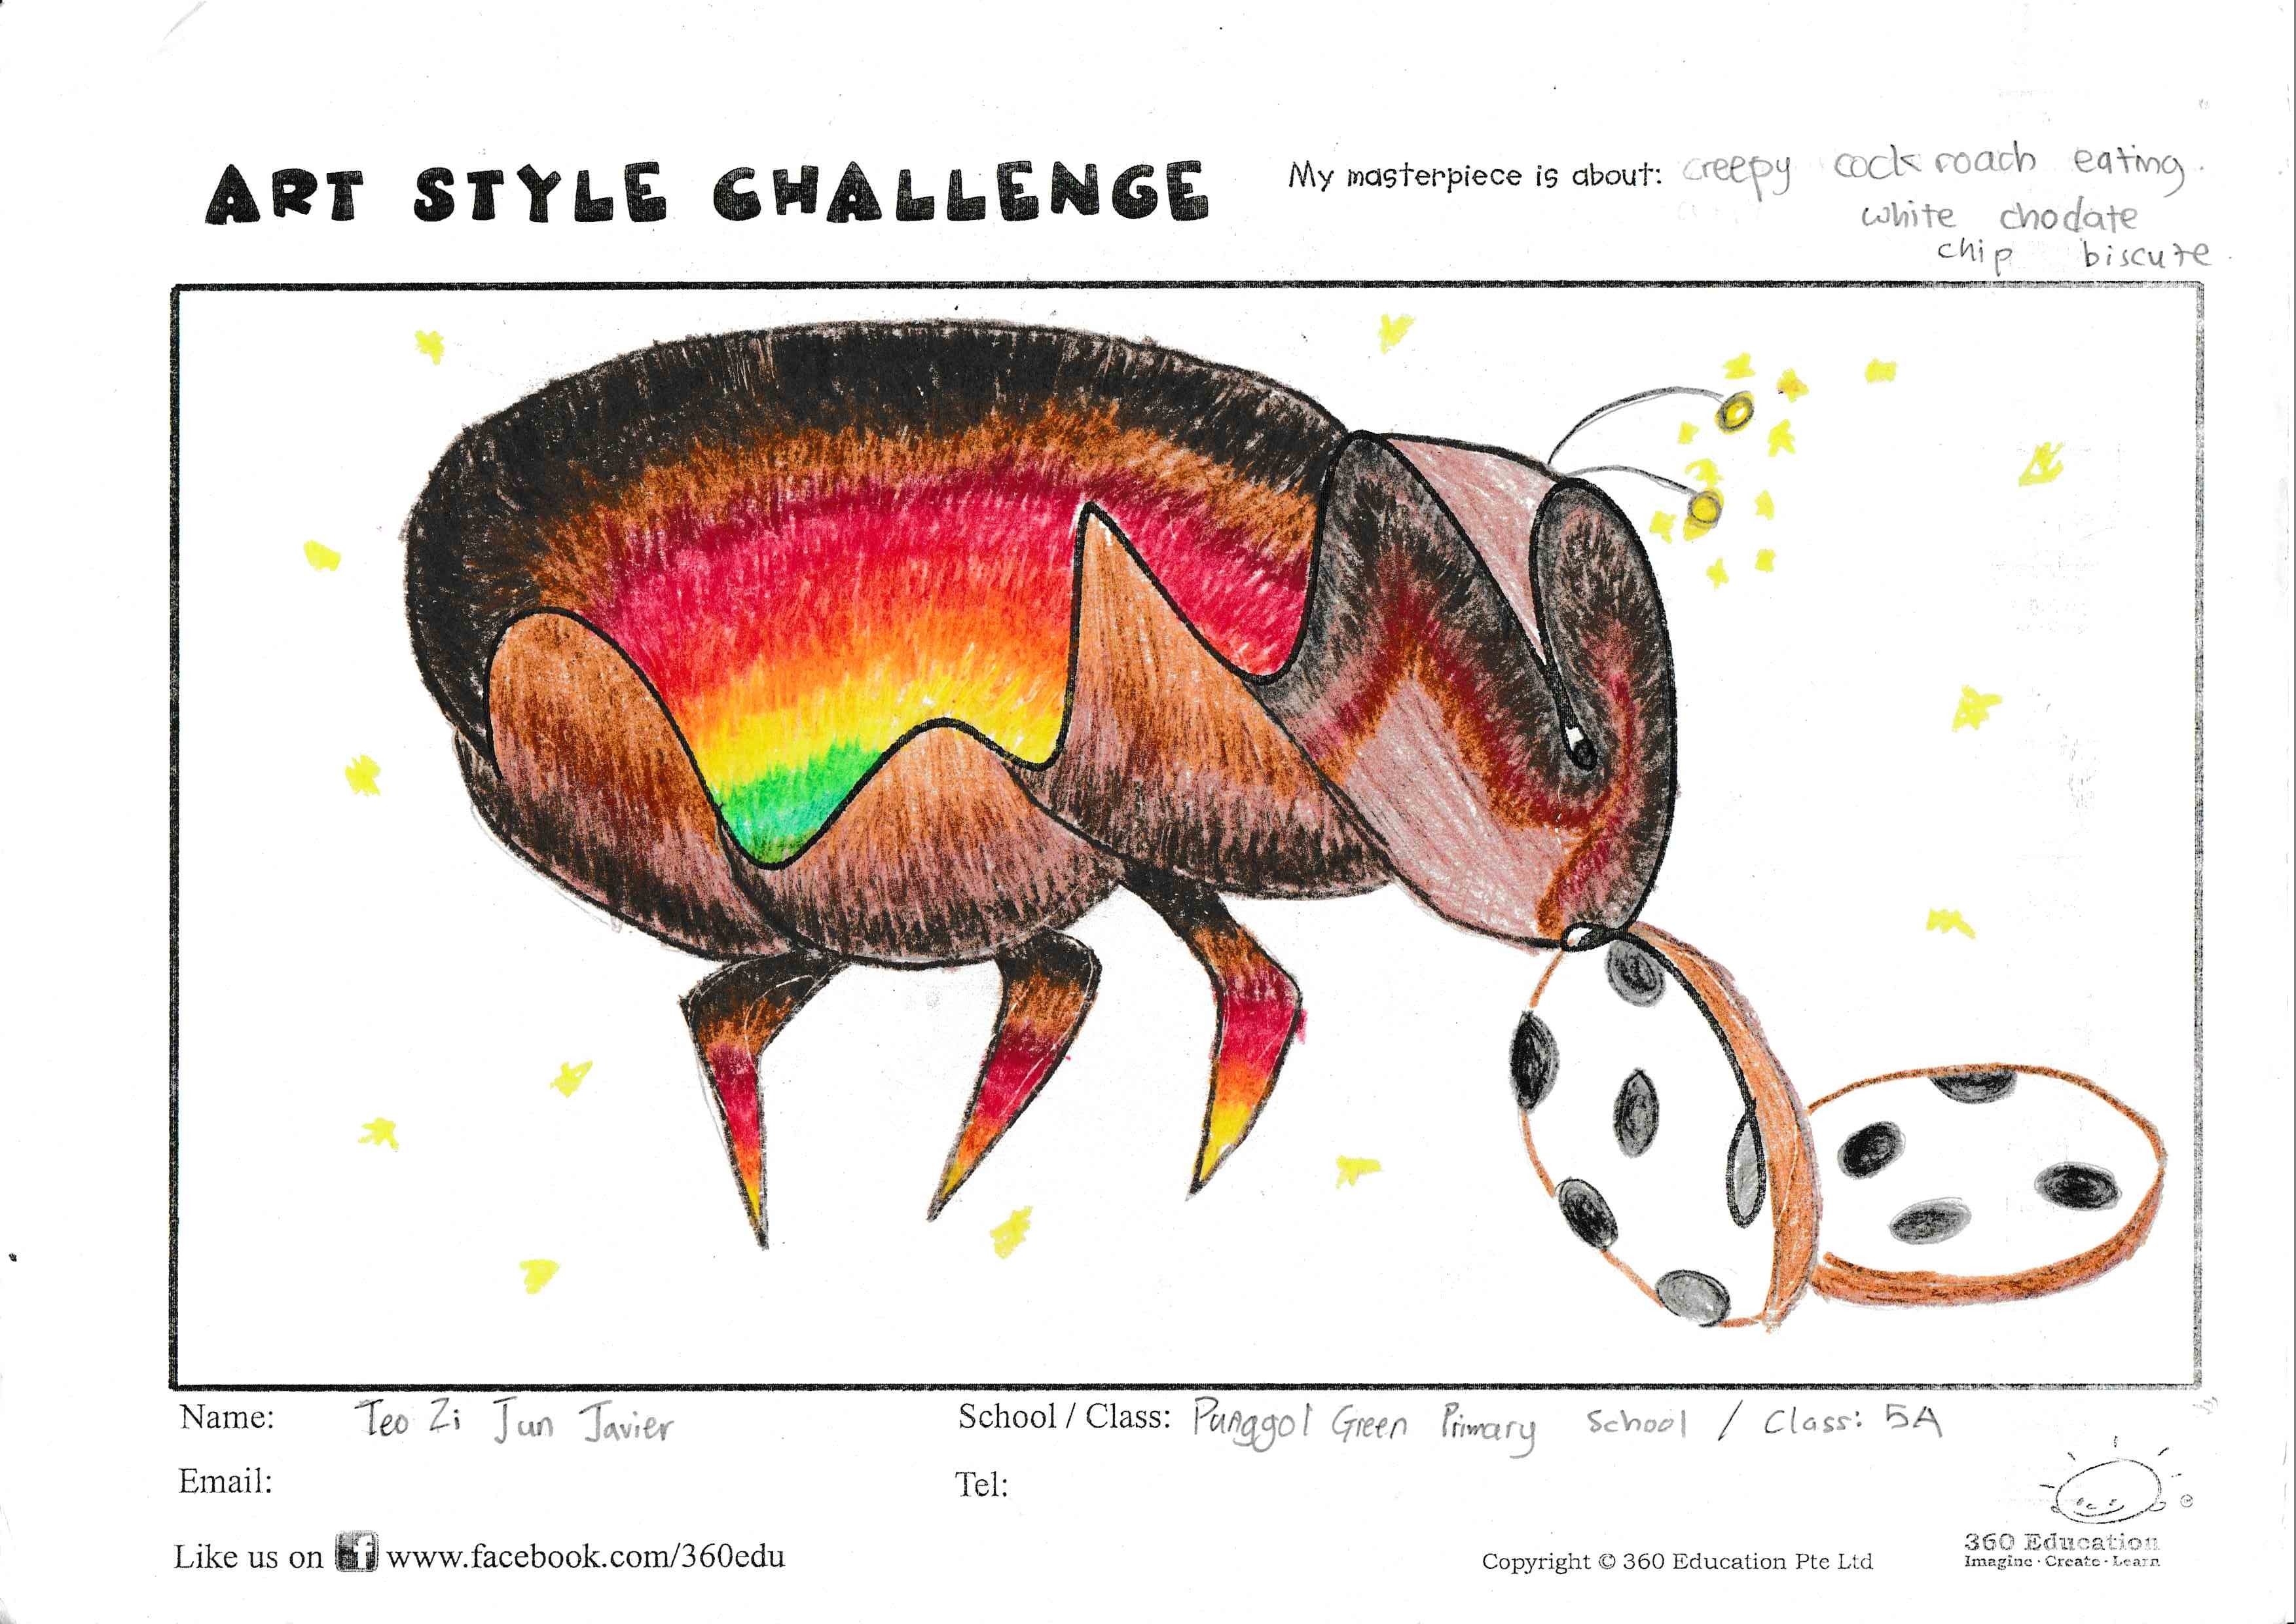 ART STYLE CHALLENGE
My masterpiece is about: creepy cockroach eating.
white choclate
chip biscute.
Name: Teo Zi Jun Javier
School / Class: Punggol Green Primary School / Class: 5A
Email:
Tel:
Like us on f www.facebook.com/360edu
Copyright © 360 Education Pte Ltd
360 Education
Imagine · Create · Learn